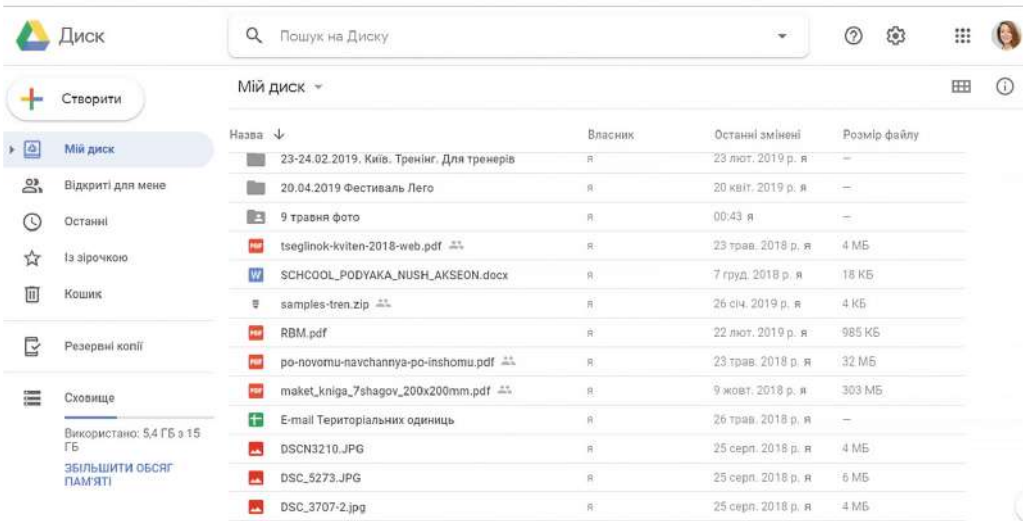 Диск
Пошук на Диску
Створити
Мій диск
Відкриті для мене
Останні
Із зірочкою
Кошик
Резервні копії
Сховище
Використано: 5,4 ГБ з 15
ГБ
ЗБІЛЬШИТИ ОБСЯГ
ПАМ'ЯТІ
Мій диск
Назва Власник Останні змінені Розмір файлу
23-24.02.2019. Київ. Тренінг. Для тренерів я 23 лют. 2019 р. я –
20.04.2019 Фестиваль Лего я 20 квіт. 2019 р. я –
9 травня фото я 00:43 я –
PDF tseglinok-kviten-2018-web.pdf я 23 трав. 2018 р. я 4 МБ
W SCHCOOL_PODYAKA_NUSH_AKSEON.docx я 7 груд. 2018 р. я 18 КБ
samples-tren.zip я 26 січ. 2019 р. я 4 КБ
PDF RBM.pdf я 22 лют. 2019 р. я 985 КБ
PDF po-novomu-navchannya-po-inshomu.pdf я 23 трав. 2018 р. я 32 МБ
PDF maket_kniga_7shagov_200x200mm.pdf я 9 жовт. 2018 р. я 303 МБ
E-mail Територіальних одиниць я 26 трав. 2018 р. я –
DSCN3210.JPG я 25 серп. 2018 р. я 4 МБ
DSC_5273.JPG я 25 серп. 2018 р. я 6 МБ
DSC_3707-2.jpg я 25 серп. 2018 р. я 4 МБ